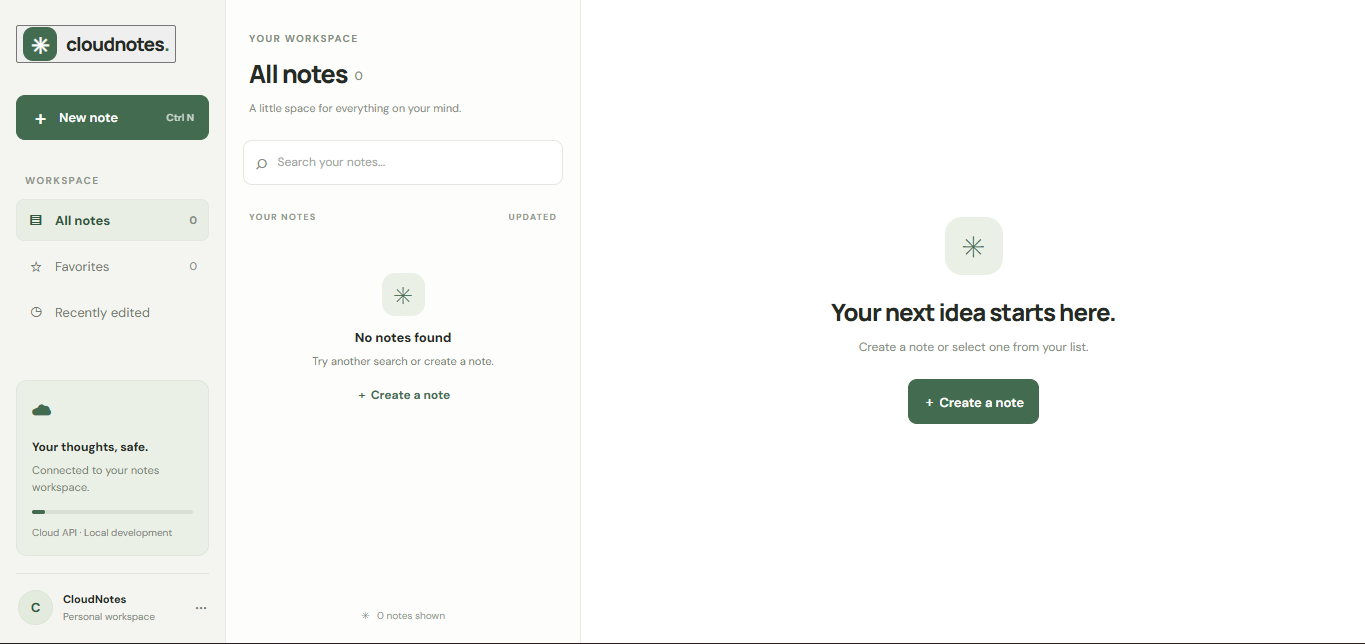 cloudnotes.
+ New note Ctrl N
WORKSPACE
All notes 0
Favorites 0
Recently edited
Your thoughts, safe.
Connected to your notes
workspace.
Cloud API · Local development
C
CloudNotes
Personal workspace
...
YOUR WORKSPACE
All notes 0
A little space for everything on your mind.
Search your notes...
YOUR NOTES UPDATED
No notes found
Try another search or create a note.
+ Create a note
0 notes shown
Your next idea starts here.
Create a note or select one from your list.
+ Create a note